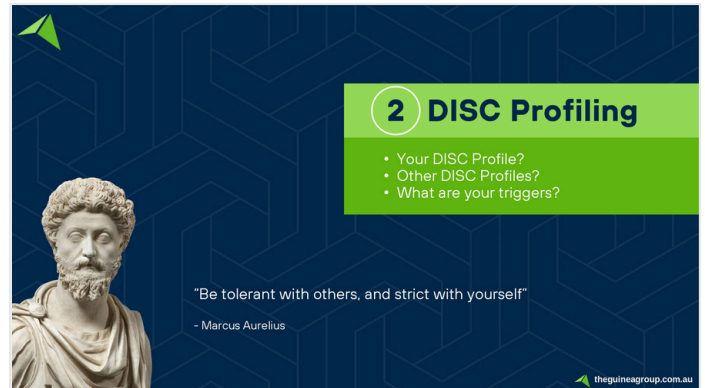 2 DISC Profiling
• Your DISC Profile?
• Other DISC Profiles?
• What are your triggers?
"Be tolerant with others, and strict with yourself"
- Marcus Aurelius
theguineagroup.com.au